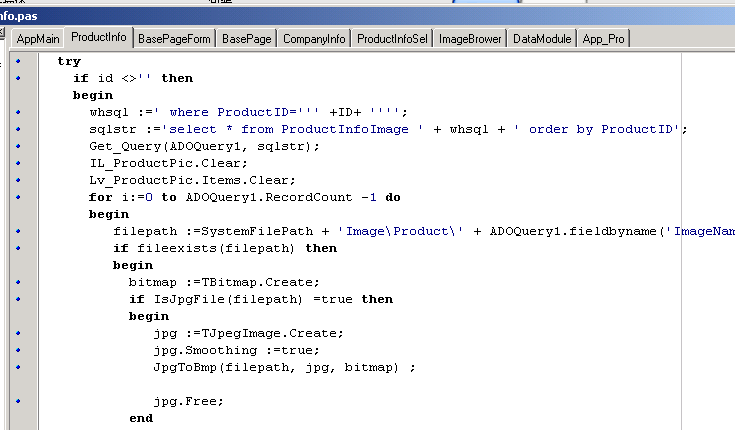 nfo.pas
AppMain ProductInfo BasePageForm BasePage CompanyInfo ProductInfoSel ImageBrower DataModule App_Pro
try
if id <>'' then
begin
whsql :=' where ProductID=''' +ID+ '''';
sqlstr :='select * from ProductInfoImage ' + whsql + ' order by ProductID';
Get_Query(ADOQuery1, sqlstr);
IL_ProductPic.Clear;
Lv_ProductPic.Items.Clear;
for i:=0 to ADOQuery1.RecordCount -1 do
begin
filepath :=SystemFilePath + 'Image\Product\' + ADOQuery1.fieldbyname('ImageNam
if fileexists(filepath) then
begin
bitmap :=TBitmap.Create;
if IsJpgFile(filepath) =true then
begin
jpg :=TJpegImage.Create;
jpg.Smoothing :=true;
JpgToBmp(filepath, jpg, bitmap) ;
jpg.Free;
end